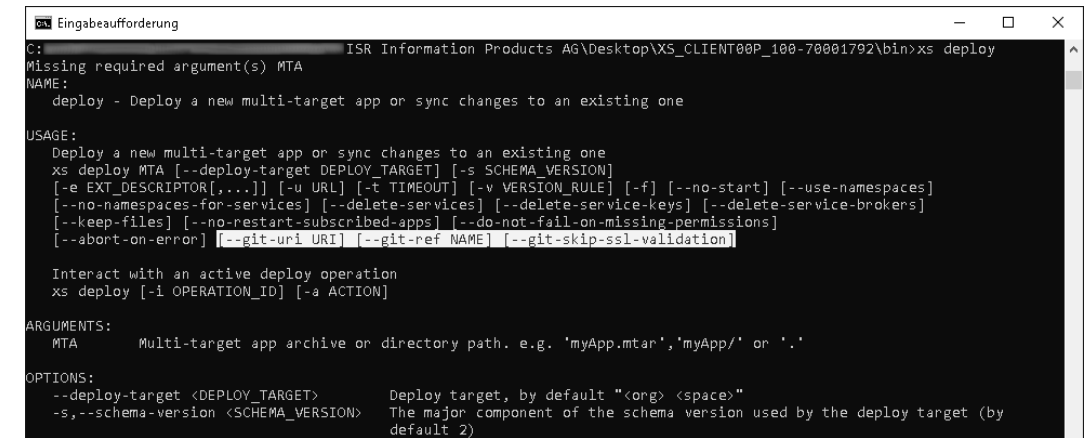 Eingabeaufforderung
C: ISR Information Products AG\Desktop\XS_CLIENT00P_100-70001792\bin>xs deploy
Missing required argument(s) MTA
NAME:
deploy - Deploy a new multi-target app or sync changes to an existing one
USAGE:
Deploy a new multi-target app or sync changes to an existing one
xs deploy MTA [--deploy-target DEPLOY_TARGET] [-s SCHEMA_VERSION]
[-e EXT_DESCRIPTOR[,...]] [-u URL] [-t TIMEOUT] [-v VERSION_RULE] [-f] [--no-start] [--use-namespaces]
[--no-namespaces-for-services] [--delete-services] [--delete-service-keys] [--delete-service-brokers]
[--keep-files] [--no-restart-subscribed-apps] [--do-not-fail-on-missing-permissions]
[--abort-on-error] [--git-uri URI] [--git-ref NAME] [--git-skip-ssl-validation]
Interact with an active deploy operation
xs deploy [-i OPERATION_ID] [-a ACTION]
ARGUMENTS:
MTA Multi-target app archive or directory path. e.g. 'myApp.mtar','myApp/' or '.'
OPTIONS:
--deploy-target <DEPLOY_TARGET> Deploy target, by default "<org> <space>"
-s,--schema-version <SCHEMA_VERSION> The major component of the schema version used by the deploy target (by
default 2)